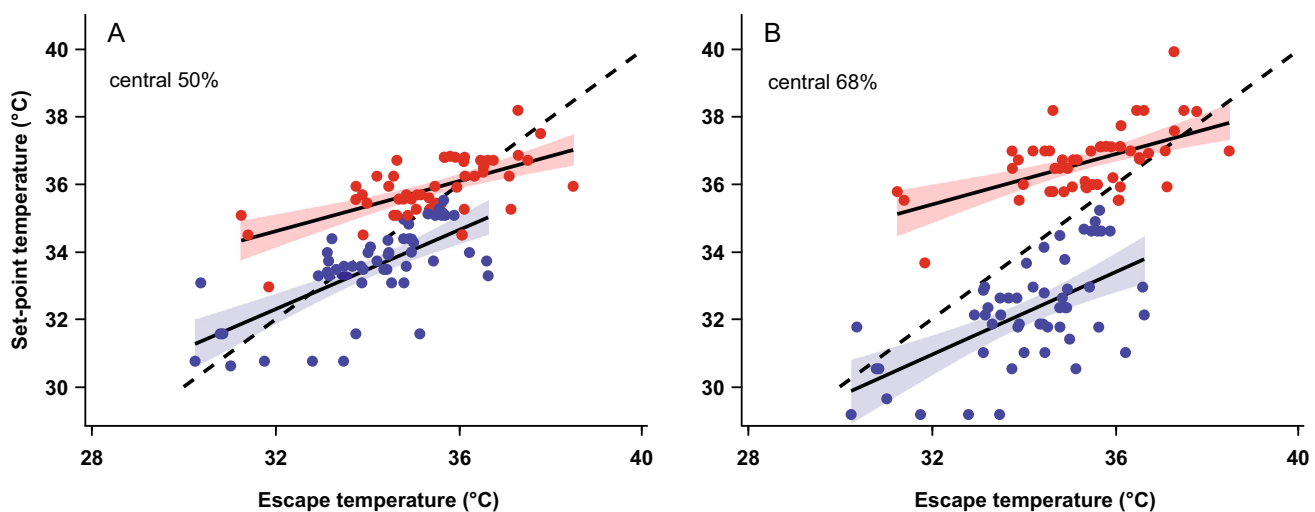 A
B
central 50%
central 68%
Set-point temperature (°C)
40
38
36
34
32
30
28
32
36
40
Escape temperature (°C)
40
38
36
34
32
30
28
32
36
40
Escape temperature (°C)